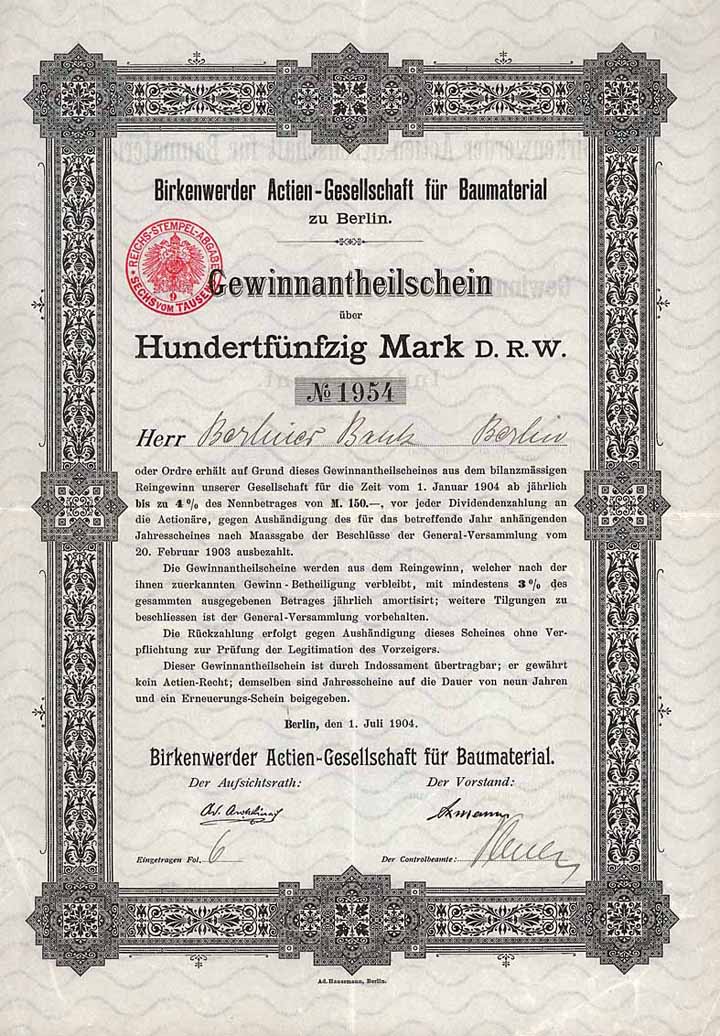 Birkenwerder Actien-Gesellschaft für Baumaterial
zu Berlin.
REICHS-STEMPEL-ABGABE
SECHS VOM TAUSEND
9
Gewinnantheilschein
über
Hundertfünfzig Mark D. R. W.
№ 1954
Herr Berliner Bank Berlin
oder Ordre erhält auf Grund dieses Gewinnantheilscheines aus dem bilanzmässigen
Reingewinn unserer Gesellschaft für die Zeit vom 1. Januar 1904 ab jährlich
bis zu 4% des Nennbetrages von M. 150.—, vor jeder Dividendenzahlung an
die Actionäre, gegen Aushändigung des für das betreffende Jahr anhängenden
Jahresscheines nach Maassgabe der Beschlüsse der General-Versammlung vom
20. Februar 1903 ausbezahlt.
Die Gewinnantheilscheine werden aus dem Reingewinn, welcher nach der
ihnen zuerkannten Gewinn-Betheiligung verbleibt, mit mindestens 3% des
gesammten ausgegebenen Betrages jährlich amortisirt; weitere Tilgungen zu
beschliessen ist der General-Versammlung vorbehalten.
Die Rückzahlung erfolgt gegen Aushändigung dieses Scheines ohne Ver-
pflichtung zur Prüfung der Legitimation des Vorzeigers.
Dieser Gewinnantheilschein ist durch Indossament übertragbar; er gewährt
kein Actien-Recht; demselben sind Jahresscheine auf die Dauer von neun Jahren
und ein Erneuerungs-Schein beigegeben.
Berlin, den 1. Juli 1904.
Birkenwerder Actien-Gesellschaft für Baumaterial.
Der Aufsichtsrath: Der Vorstand:
Eingetragen Fol. 6 Der Controlbeamte:
Ad. Hausmann, Berlin.